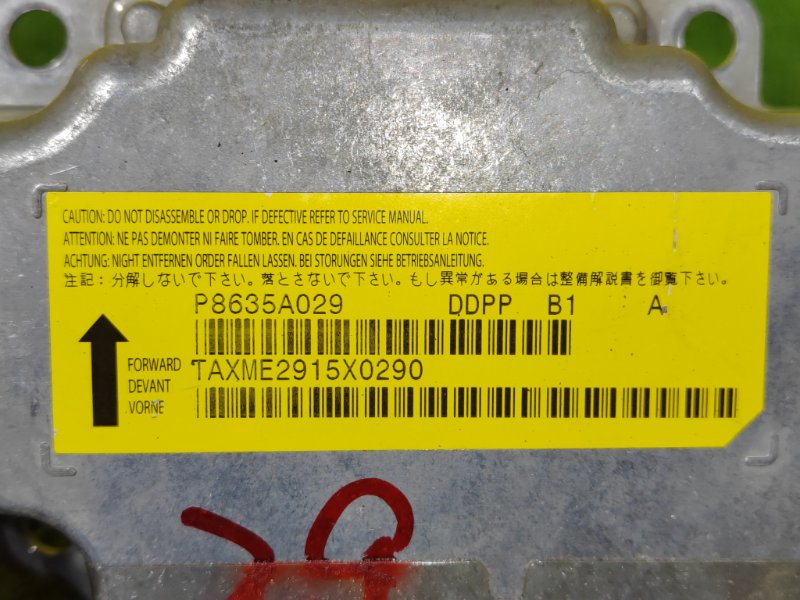 CAUTION: DO NOT DISASSEMBLE OR DROP. IF DEFECTIVE REFER TO SERVICE MANUAL.
ATTENTION: NE PAS DEMONTER NI FAIRE TOMBER. EN CAS DE DEFAILLANCE CONSULTER LA NOTICE.
ACHTUNG: NIGHT ENTFERNEN ORDER FALLEN LASSEN. BEI STORUNGEN SIEHE BETRIEBSANLEITUNG.
注記：分解しないで下さい。落とさないで下さい。もし異常がある場合は整備解説書を御覧下さい。
P8635A029 DDPP B1 A
TAXME2915X0290
FORWARD
DEVANT
VORNE